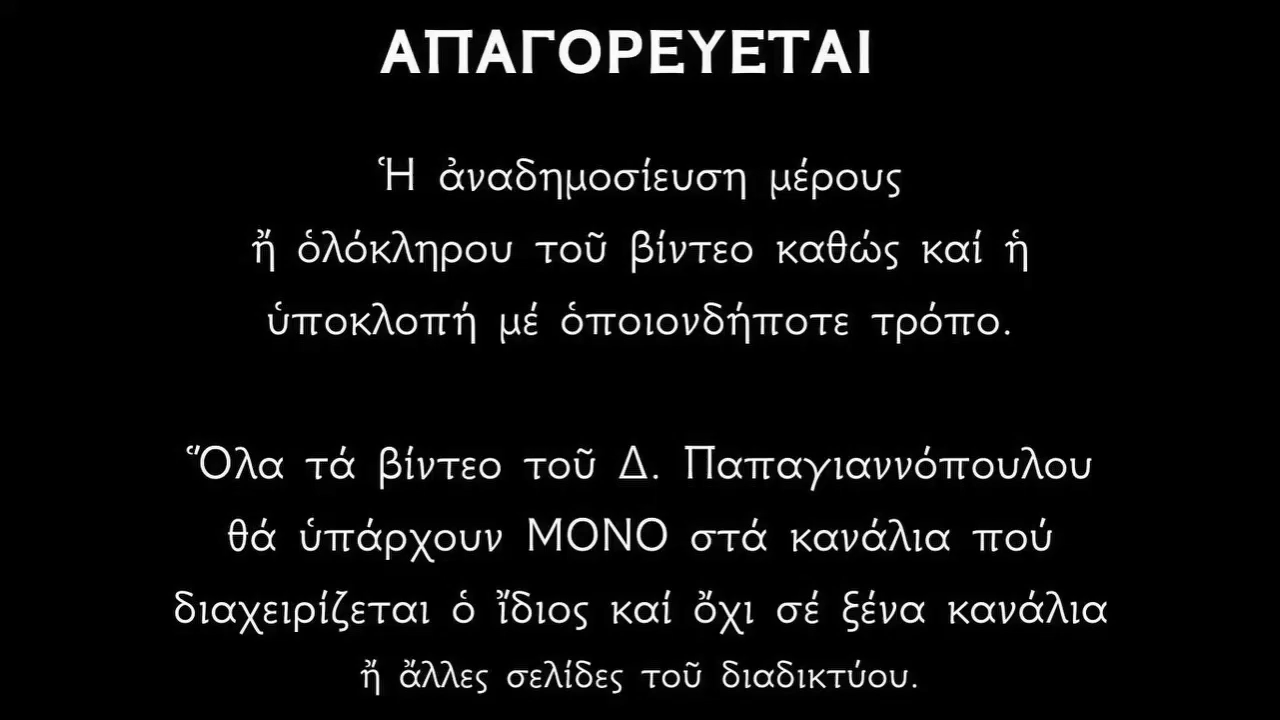 ΑΠΑΓΟΡΕΥΕΤΑΙ
Ἡ ἀναδημοσίευση μέρους
ἤ ὁλόκληρου τοῦ βίντεο καθώς καί ἡ
ὑποκλοπή μέ ὁποιονδήποτε τρόπο.
Ὅλα τά βίντεο τοῦ Δ. Παπαγιαννόπουλου
θά ὑπάρχουν ΜΟΝΟ στά κανάλια πού
διαχειρίζεται ὁ ἴδιος καί ὄχι σέ ξένα κανάλια
ἤ ἄλλες σελίδες τοῦ διαδικτύου.